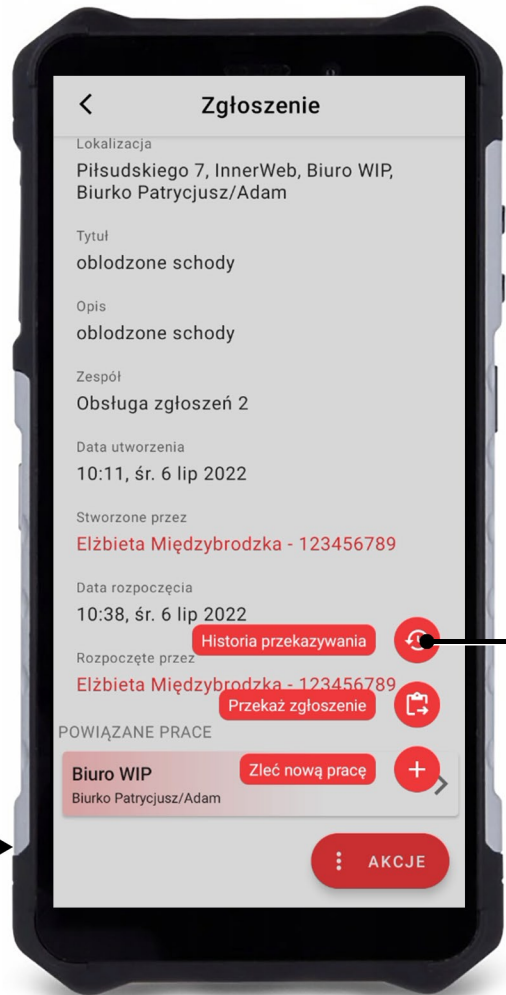 Zgłoszenie
Lokalizacja
Piłsudskiego 7, InnerWeb, Biuro WIP,
Biurko Patrycjusz/Adam
Tytuł
oblodzone schody
Opis
oblodzone schody
Zespół
Obsługa zgłoszeń 2
Data utworzenia
10:11, śr. 6 lip 2022
Stworzone przez
Elżbieta Międzybrodzka - 123456789
Data rozpoczęcia
10:38, śr. 6 lip 2022
Historia przekazywania
Rozpoczęte przez
Elżbieta Międzybrodzka - 123456789
Przekaż zgłoszenie
POWIĄZANE PRACE
Biuro WIP
Zleć nową pracę
Biurko Patrycjusz/Adam
AKCJE